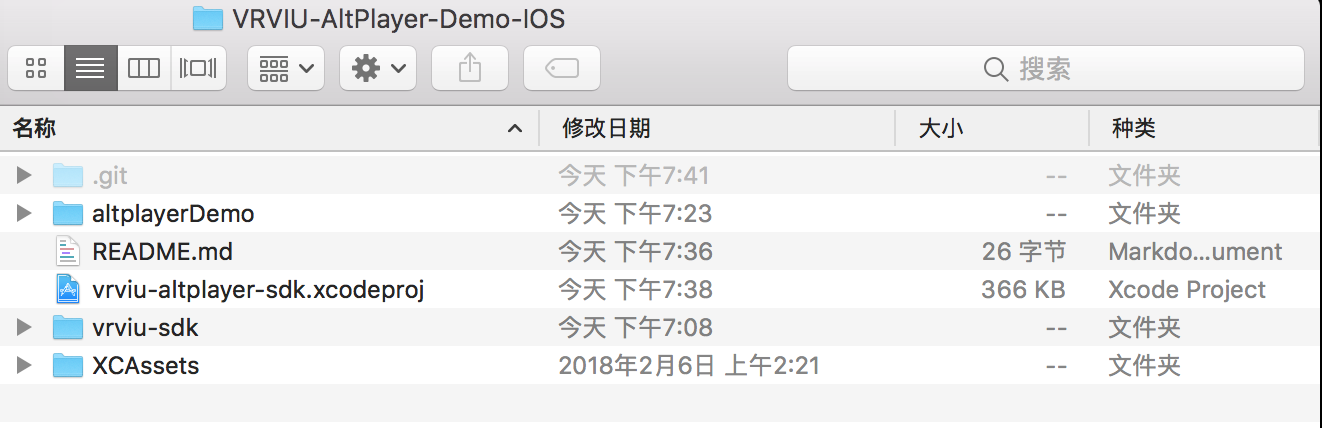 VRVIU-AltPlayer-Demo-IOS
搜索
名称 修改日期 大小 种类
.git 今天 下午7:41 -- 文件夹
altplayerDemo 今天 下午7:23 -- 文件夹
README.md 今天 下午7:36 26 字节 Markdo...ument
vrviu-altplayer-sdk.xcodeproj 今天 下午7:38 366 KB Xcode Project
vrviu-sdk 今天 下午7:08 -- 文件夹
XCAssets 2018年2月6日 上午2:21 -- 文件夹